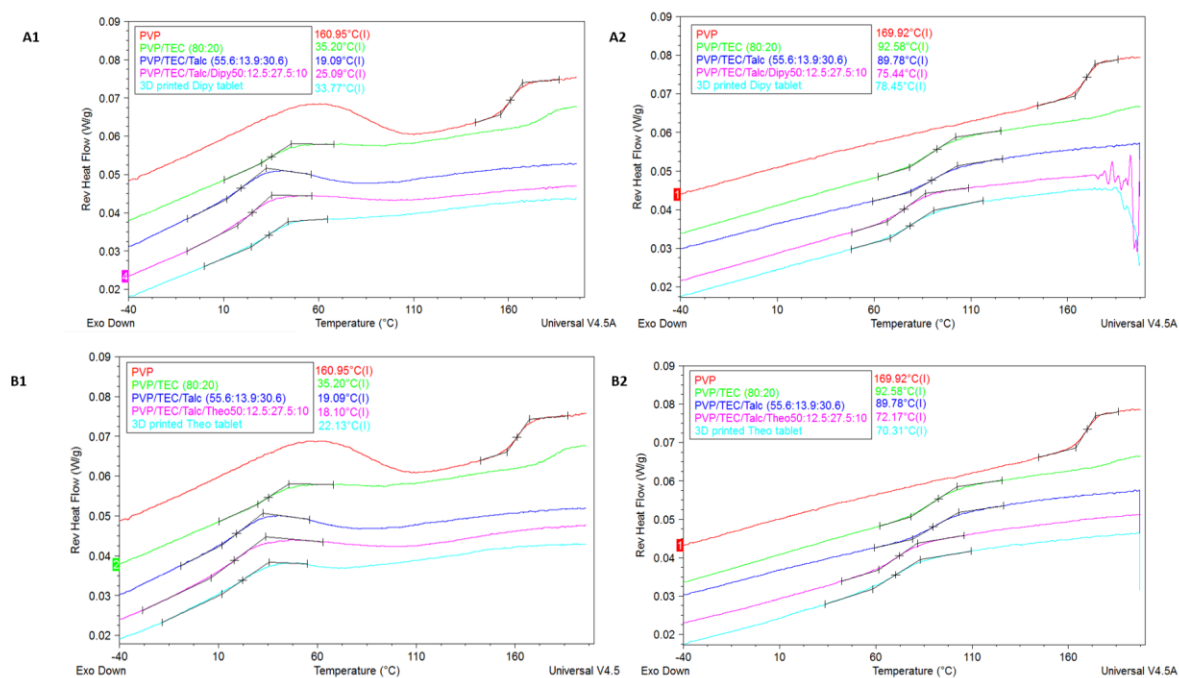 A1
0.09
0.08
0.07
0.06
0.05
0.04
0.03
0.02
Rev Heat Flow (W/g)
PVP 160.95°C(I)
PVP/TEC (80:20) 35.20°C(I)
PVP/TEC/Talc (55.6:13.9:30.6) 19.09°C(I)
PVP/TEC/Talc/Dipy50:12.5:27.5:10 25.09°C(I)
3D printed Dipy tablet 33.77°C(I)
4
-40 10 60 110 160
Exo Down Temperature (°C) Universal V4.5A
A2
0.09
0.08
0.07
0.06
0.05
0.04
0.03
0.02
Rev Heat Flow (W/g)
PVP 169.92°C(I)
PVP/TEC (80:20) 92.58°C(I)
PVP/TEC/Talc (55.6:13.9:30.6) 89.78°C(I)
PVP/TEC/Talc/Dipy50:12.5:27.5:10 75.44°C(I)
3D printed Dipy tablet 78.45°C(I)
1
-40 10 60 110 160
Exo Down Temperature (°C) Universal V4.5A
B1
0.09
0.08
0.07
0.06
0.05
0.04
0.03
0.02
Rev Heat Flow (W/g)
PVP 160.95°C(I)
PVP/TEC (80:20) 35.20°C(I)
PVP/TEC/Talc (55.6:13.9:30.6) 19.09°C(I)
PVP/TEC/Talc/Theo50:12.5:27.5:10 18.10°C(I)
3D printed Theo tablet 22.13°C(I)
2
-40 10 60 110 160
Exo Down Temperature (°C) Universal V4.5
B2
0.09
0.08
0.07
0.06
0.05
0.04
0.03
0.02
Rev Heat Flow (W/g)
PVP 169.92°C(I)
PVP/TEC (80:20) 92.58°C(I)
PVP/TEC/Talc (55.6:13.9:30.6) 89.78°C(I)
PVP/TEC/Talc/Theo50:12.5:27.5:10 72.17°C(I)
3D printed Theo tablet 70.31°C(I)
1
-40 10 60 110 160
Exo Down Temperature (°C) Universal V4.5A